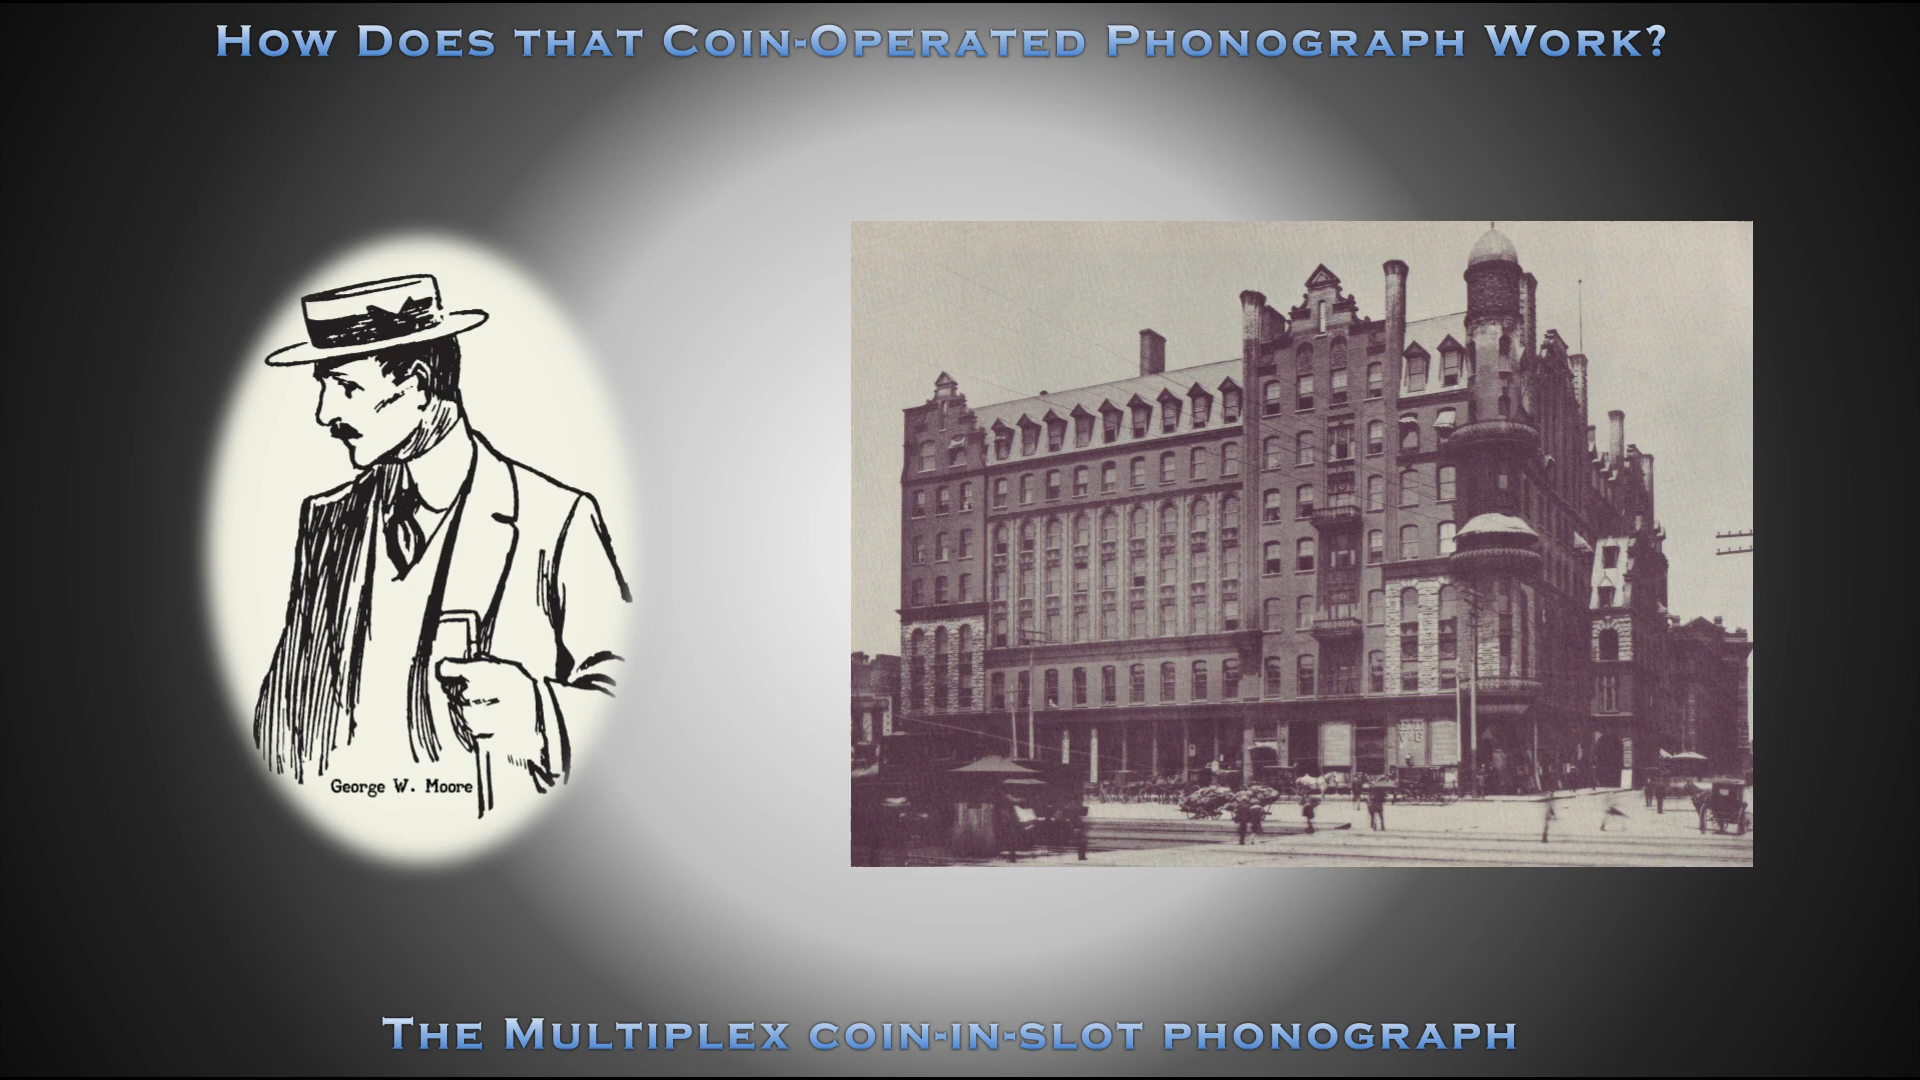 How Does that Coin-Operated Phonograph Work?
George W. Moore
The Multiplex coin-in-slot phonograph